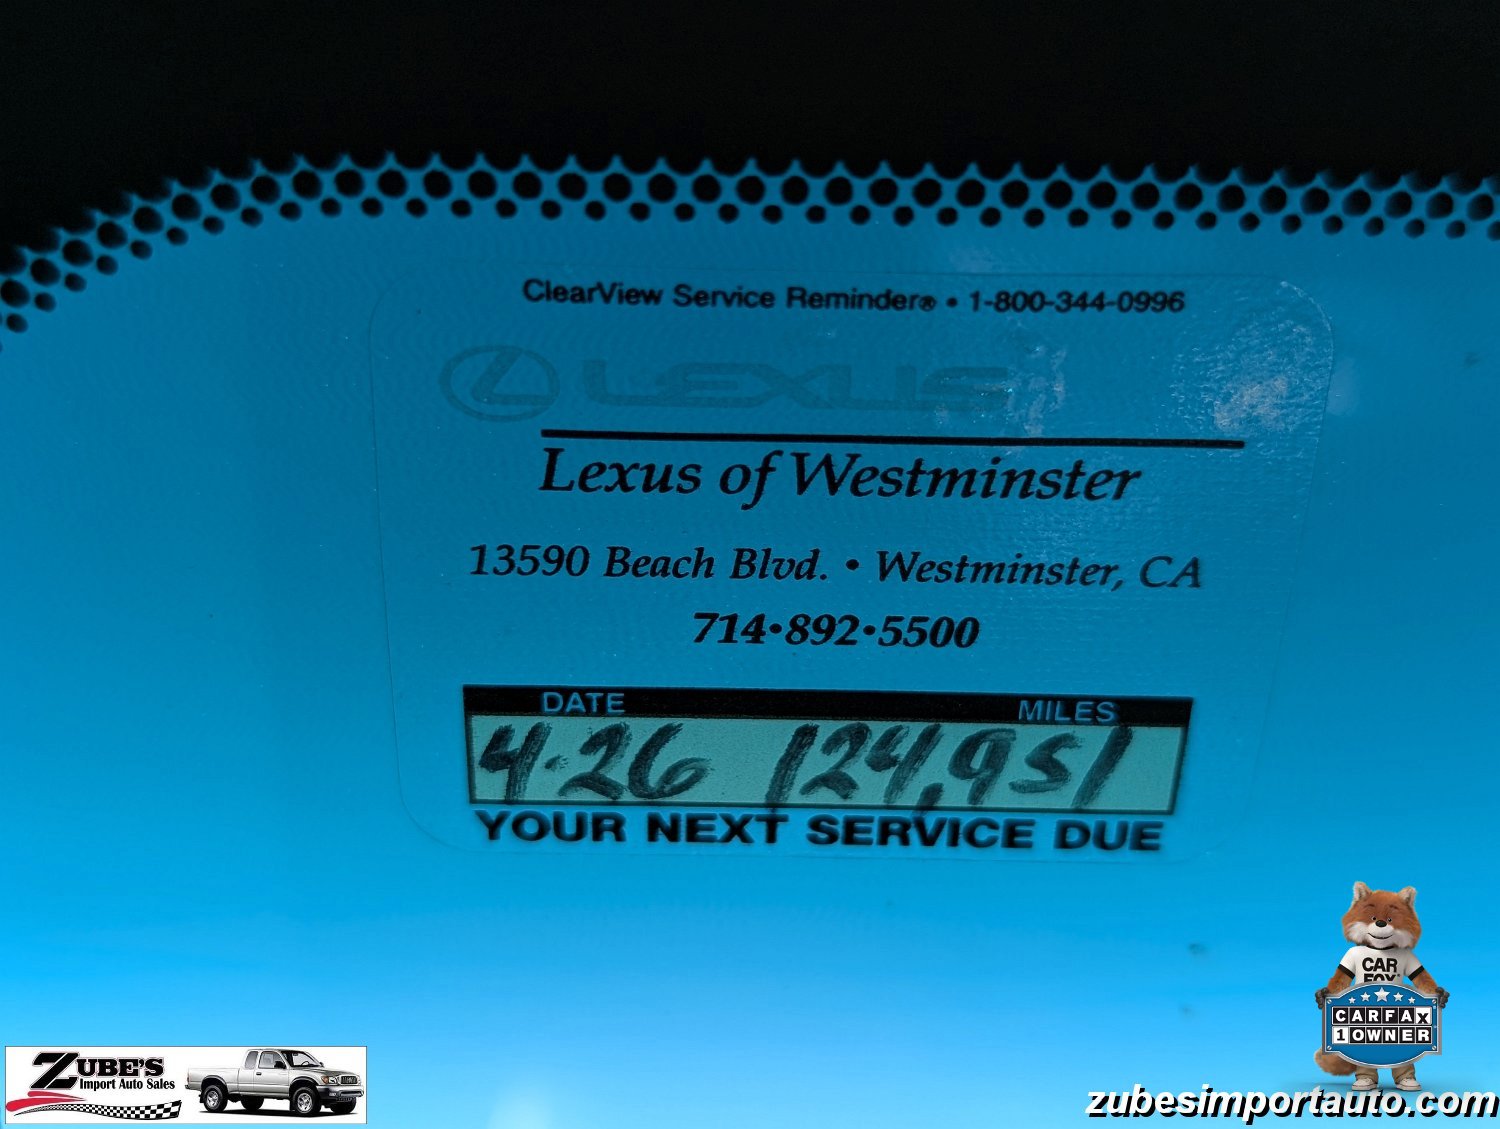 ClearView Service Reminder® • 1-800-344-0996
LEXUS
Lexus of Westminster
13590 Beach Blvd. • Westminster, CA
714•892•5500
DATE MILES
4·26 124,951
YOUR NEXT SERVICE DUE
CAR
FOX
CARFAX
1 OWNER
ZUBE'S
Import Auto Sales
zubesimportauto.com